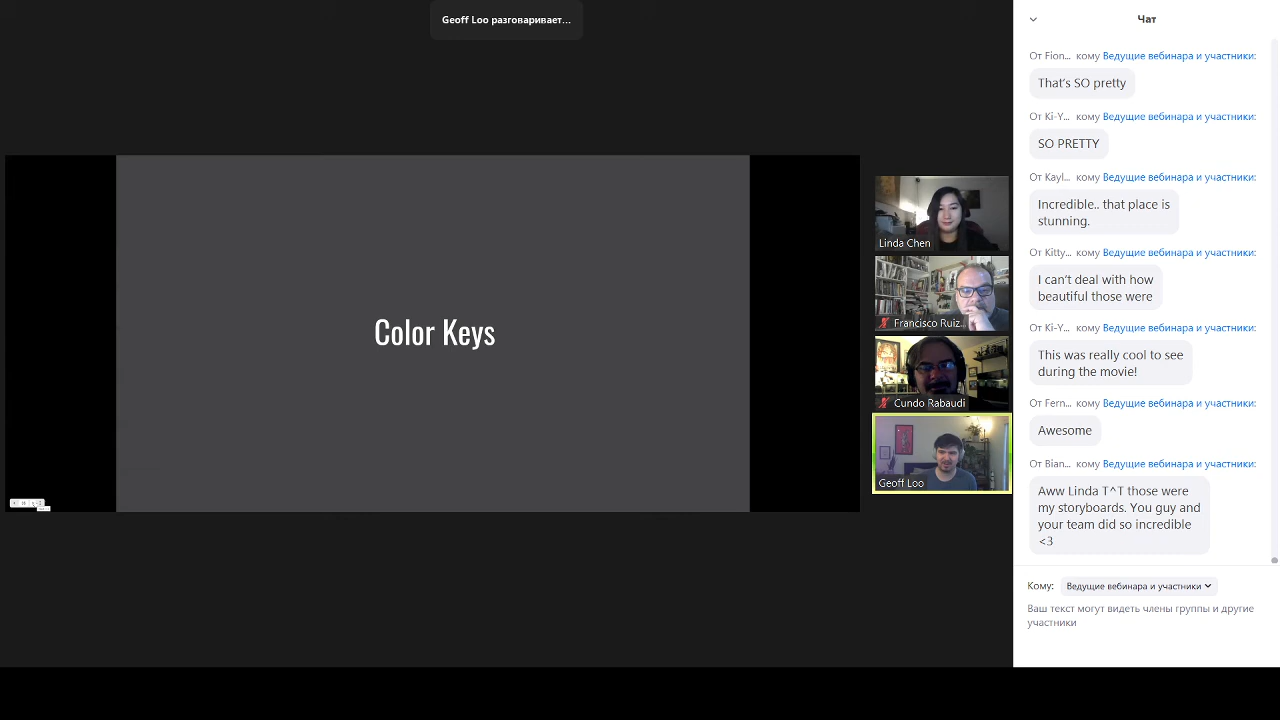 Geoff Loo разговаривает...
Color Keys
Linda Chen
Francisco Ruiz...
Cundo Rabaudi
Geoff Loo
Чат
От Fion... кому Ведущие вебинара и участники:
That's SO pretty
От Ki-Y... кому Ведущие вебинара и участники:
SO PRETTY
От Kayl... кому Ведущие вебинара и участники:
Incredible.. that place is
stunning.
От Kitty... кому Ведущие вебинара и участники:
I can't deal with how
beautiful those were
От Ki-Y... кому Ведущие вебинара и участники:
This was really cool to see
during the movie!
От Fern... кому Ведущие вебинара и участники:
Awesome
От Bian... кому Ведущие вебинара и участники:
Aww Linda T^T those were
my storyboards. You guy and
your team did so incredible
<3
Кому: Ведущие вебинара и участники
Ваш текст могут видеть члены группы и другие
участники